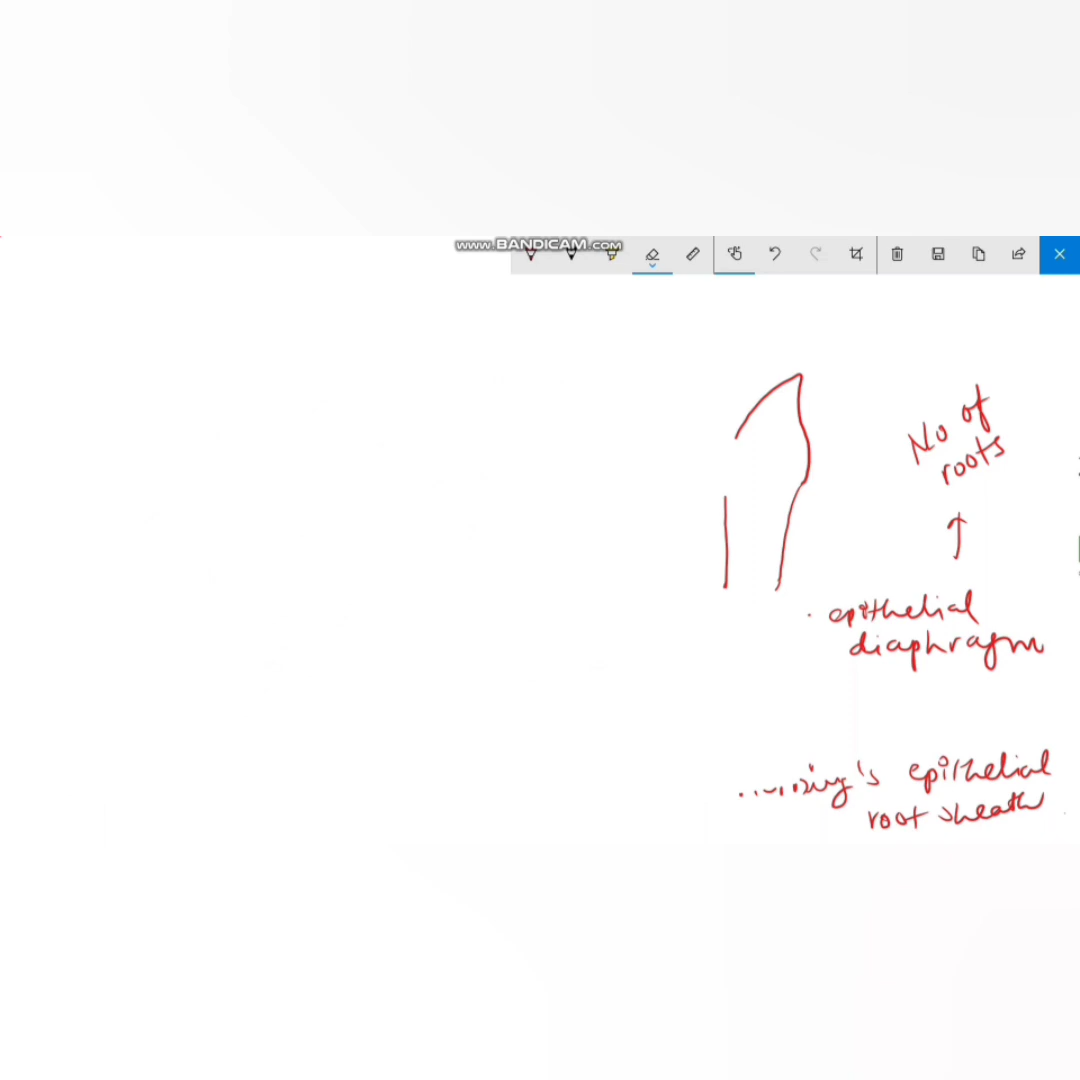 www.BANDICAM.com
No of
roots
↑
epithelial
diaphragm
epithelial
root sheath